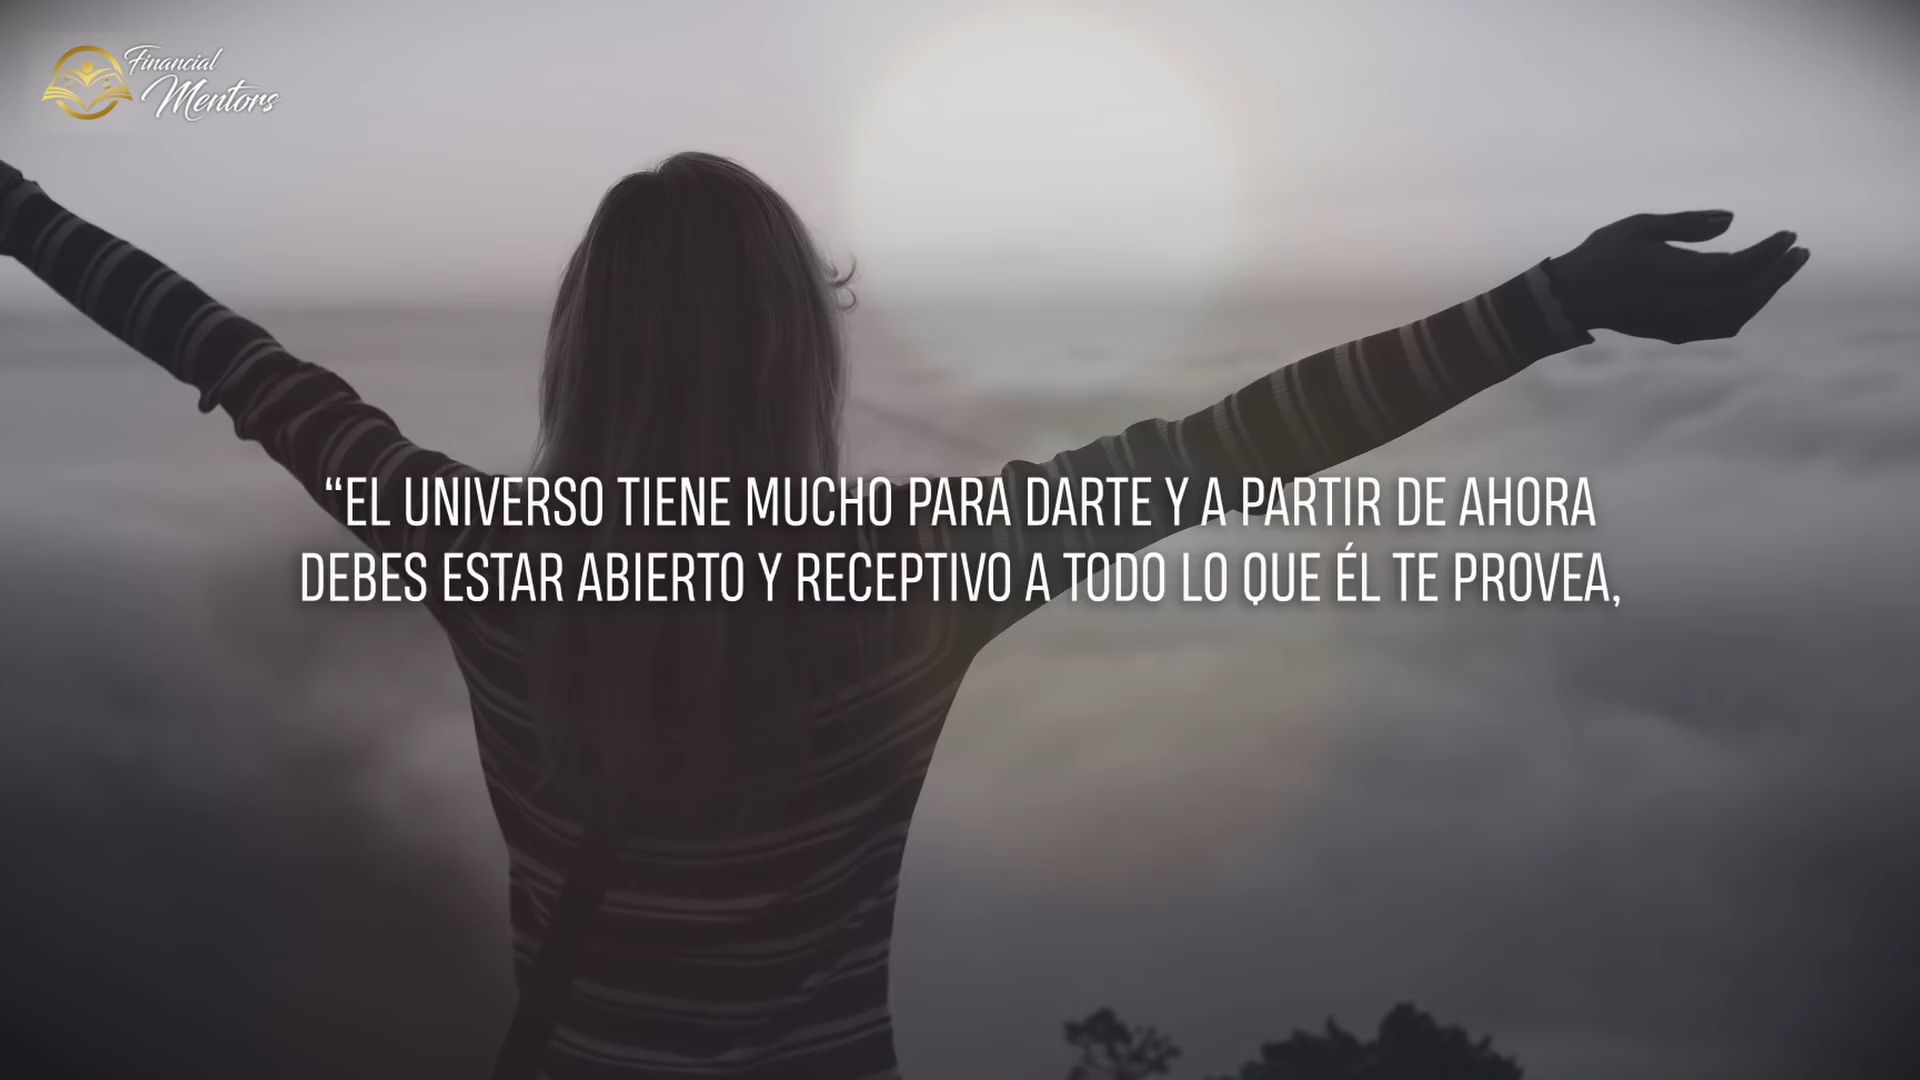 Financial
Mentors
“EL UNIVERSO TIENE MUCHO PARA DARTE Y A PARTIR DE AHORA
DEBES ESTAR ABIERTO Y RECEPTIVO A TODO LO QUE ÉL TE PROVEA,